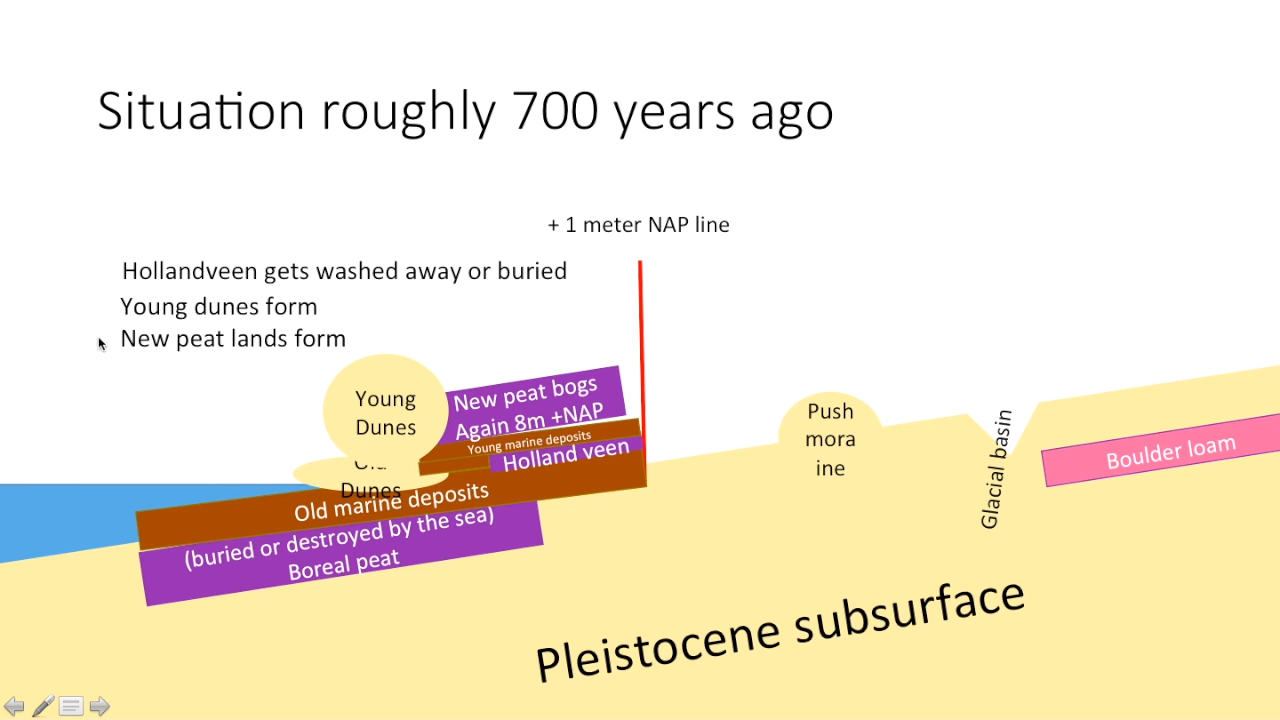 Situation roughly 700 years ago
+ 1 meter NAP line
Hollandveen gets washed away or buried
Young dunes form
New peat lands form
Young
Dunes
New peat bogs
Again 8m +NAP
Young marine deposits
Holland veen
Old
Dunes
Old marine deposits
(buried or destroyed by the sea)
Boreal peat
Push
mora
ine
Glacial basin
Boulder loam
Pleistocene subsurface